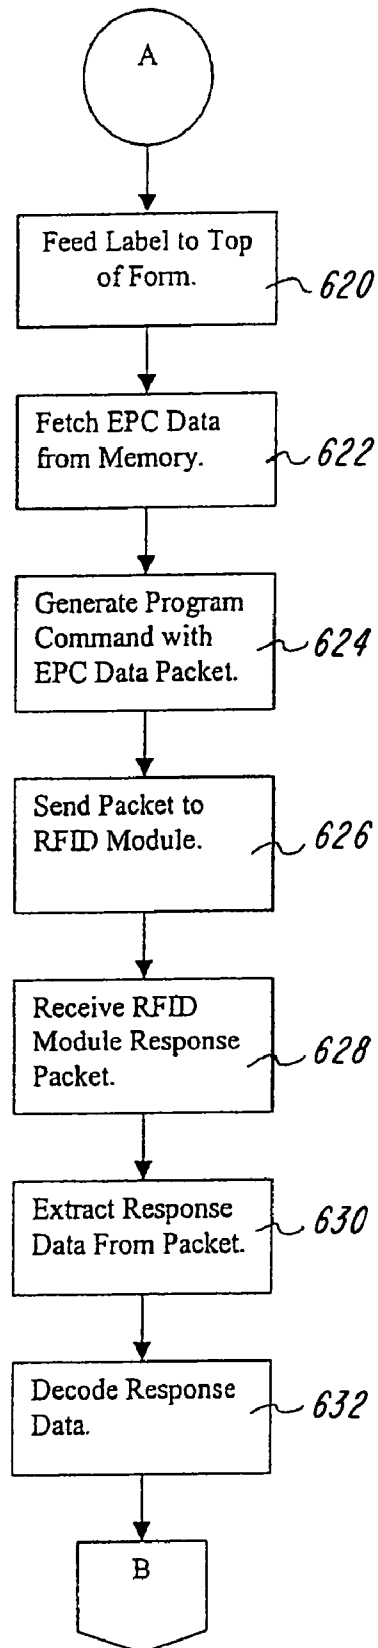 A
Feed Label to Top
of Form.
620
Fetch EPC Data
from Memory.
622
Generate Program
Command with
EPC Data Packet.
624
Send Packet to
RFID Module.
626
Receive RFID
Module Response
Packet.
628
Extract Response
Data From Packet.
630
Decode Response
Data.
632
B